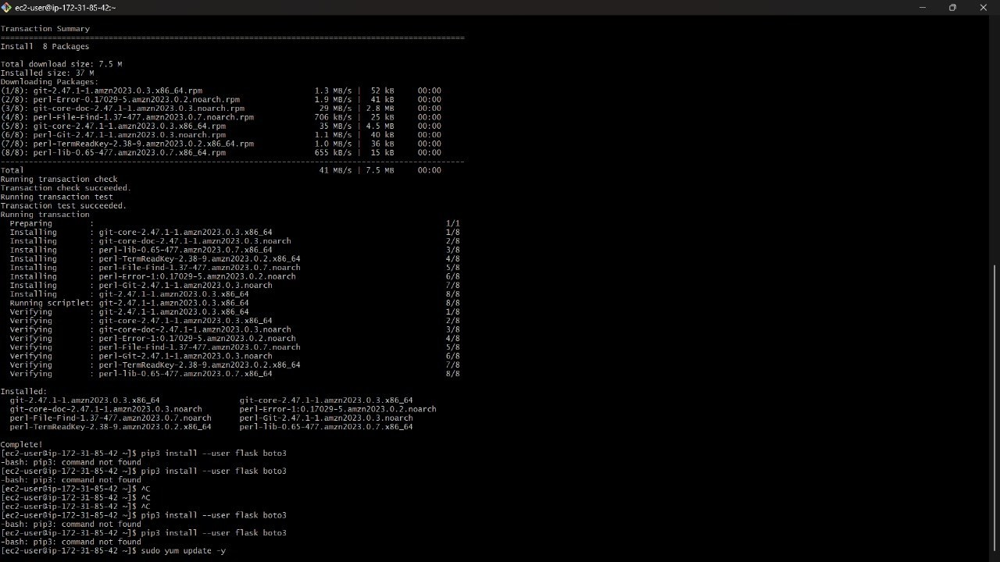 ec2-user@ip-172-31-85-42:~
Transaction Summary
================================================================================
Install  8 Packages
Total download size: 7.5 M
Installed size: 37 M
Downloading Packages:
(1/8): git-2.47.1-1.amzn2023.0.3.x86_64.rpm 1.3 MB/s | 52 kB 00:00
(2/8): perl-Error-0.17029-5.amzn2023.0.2.noarch.rpm 1.9 MB/s | 41 kB 00:00
(3/8): git-core-doc-2.47.1-1.amzn2023.0.3.noarch.rpm 29 MB/s | 2.8 MB 00:00
(4/8): perl-File-Find-1.37-477.amzn2023.0.7.noarch.rpm 706 kB/s | 25 kB 00:00
(5/8): git-core-2.47.1-1.amzn2023.0.3.x86_64.rpm 35 MB/s | 4.5 MB 00:00
(6/8): perl-Git-2.47.1-1.amzn2023.0.3.noarch.rpm 1.1 MB/s | 40 kB 00:00
(7/8): perl-TermReadKey-2.38-9.amzn2023.0.2.x86_64.rpm 1.0 MB/s | 36 kB 00:00
(8/8): perl-lib-0.65-477.amzn2023.0.7.x86_64.rpm 655 kB/s | 15 kB 00:00
--------------------------------------------------------------------------------
Total 41 MB/s | 7.5 MB 00:00
Running transaction check
Transaction check succeeded.
Running transaction test
Transaction test succeeded.
Running transaction
Preparing : 1/1
Installing : git-core-2.47.1-1.amzn2023.0.3.x86_64 1/8
Installing : git-core-doc-2.47.1-1.amzn2023.0.3.noarch 2/8
Installing : perl-lib-0.65-477.amzn2023.0.7.x86_64 3/8
Installing : perl-TermReadKey-2.38-9.amzn2023.0.2.x86_64 4/8
Installing : perl-File-Find-1.37-477.amzn2023.0.7.noarch 5/8
Installing : perl-Error-1:0.17029-5.amzn2023.0.2.noarch 6/8
Installing : perl-Git-2.47.1-1.amzn2023.0.3.noarch 7/8
Installing : git-2.47.1-1.amzn2023.0.3.x86_64 8/8
Running scriptlet: git-2.47.1-1.amzn2023.0.3.x86_64 8/8
Verifying : git-2.47.1-1.amzn2023.0.3.x86_64 1/8
Verifying : git-core-2.47.1-1.amzn2023.0.3.x86_64 2/8
Verifying : git-core-doc-2.47.1-1.amzn2023.0.3.noarch 3/8
Verifying : perl-Error-1:0.17029-5.amzn2023.0.2.noarch 4/8
Verifying : perl-File-Find-1.37-477.amzn2023.0.7.noarch 5/8
Verifying : perl-Git-2.47.1-1.amzn2023.0.3.noarch 6/8
Verifying : perl-TermReadKey-2.38-9.amzn2023.0.2.x86_64 7/8
Verifying : perl-lib-0.65-477.amzn2023.0.7.x86_64 8/8
Installed:
git-2.47.1-1.amzn2023.0.3.x86_64 git-core-2.47.1-1.amzn2023.0.3.x86_64
git-core-doc-2.47.1-1.amzn2023.0.3.noarch perl-Error-1:0.17029-5.amzn2023.0.2.noarch
perl-File-Find-1.37-477.amzn2023.0.7.noarch perl-Git-2.47.1-1.amzn2023.0.3.noarch
perl-TermReadKey-2.38-9.amzn2023.0.2.x86_64 perl-lib-0.65-477.amzn2023.0.7.x86_64
Complete!
[ec2-user@ip-172-31-85-42 ~]$ pip3 install --user flask boto3
-bash: pip3: command not found
[ec2-user@ip-172-31-85-42 ~]$ pip3 install --user flask boto3
-bash: pip3: command not found
[ec2-user@ip-172-31-85-42 ~]$ ^C
[ec2-user@ip-172-31-85-42 ~]$ ^C
[ec2-user@ip-172-31-85-42 ~]$ ^C
[ec2-user@ip-172-31-85-42 ~]$ pip3 install --user flask boto3
-bash: pip3: command not found
[ec2-user@ip-172-31-85-42 ~]$ pip3 install --user flask boto3
-bash: pip3: command not found
[ec2-user@ip-172-31-85-42 ~]$ sudo yum update -y